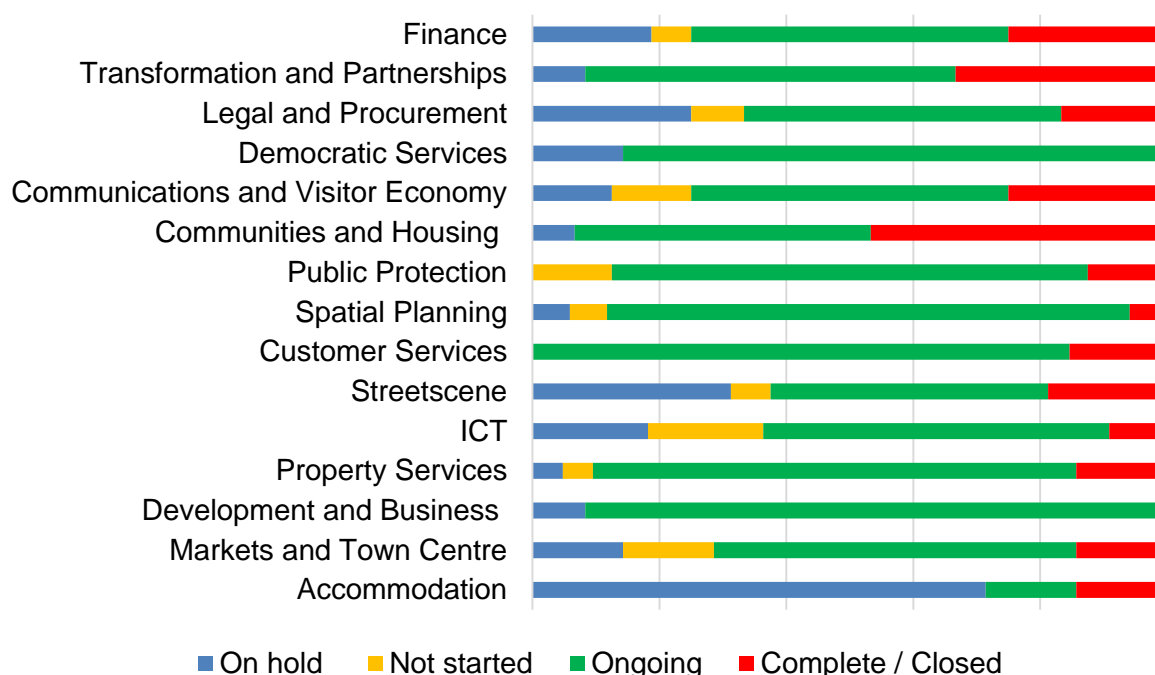 Finance
Transformation and Partnerships
Legal and Procurement
Democratic Services
Communications and Visitor Economy
Communities and Housing
Public Protection
Spatial Planning
Customer Services
Streetscene
ICT
Property Services
Development and Business
Markets and Town Centre
Accommodation
On hold Not started Ongoing Complete / Closed